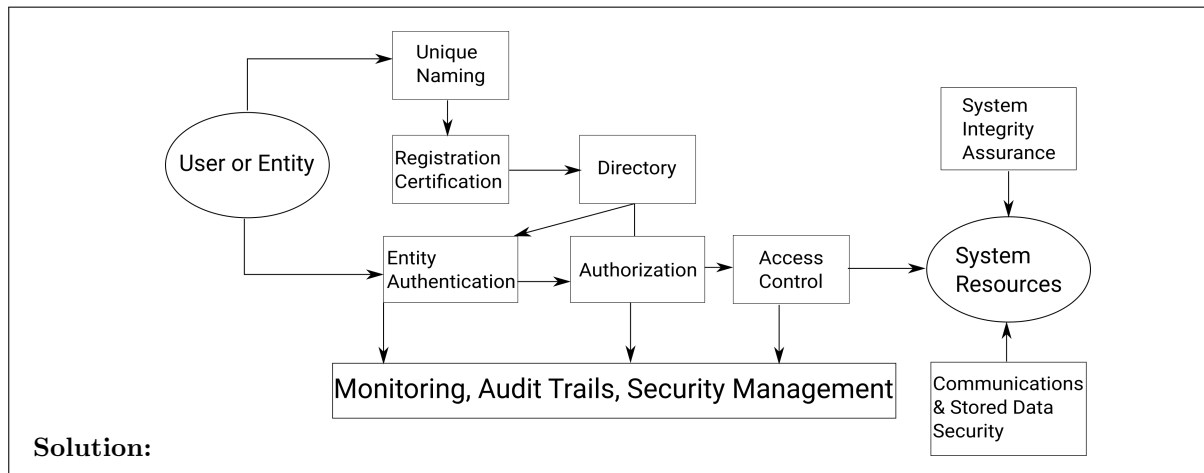 Unique
Naming
User or Entity
Registration
Certification
Directory
System
Integrity
Assurance
Entity
Authentication
Authorization
Access
Control
System
Resources
Monitoring, Audit Trails, Security Management
Communications
& Stored Data
Security
Solution: